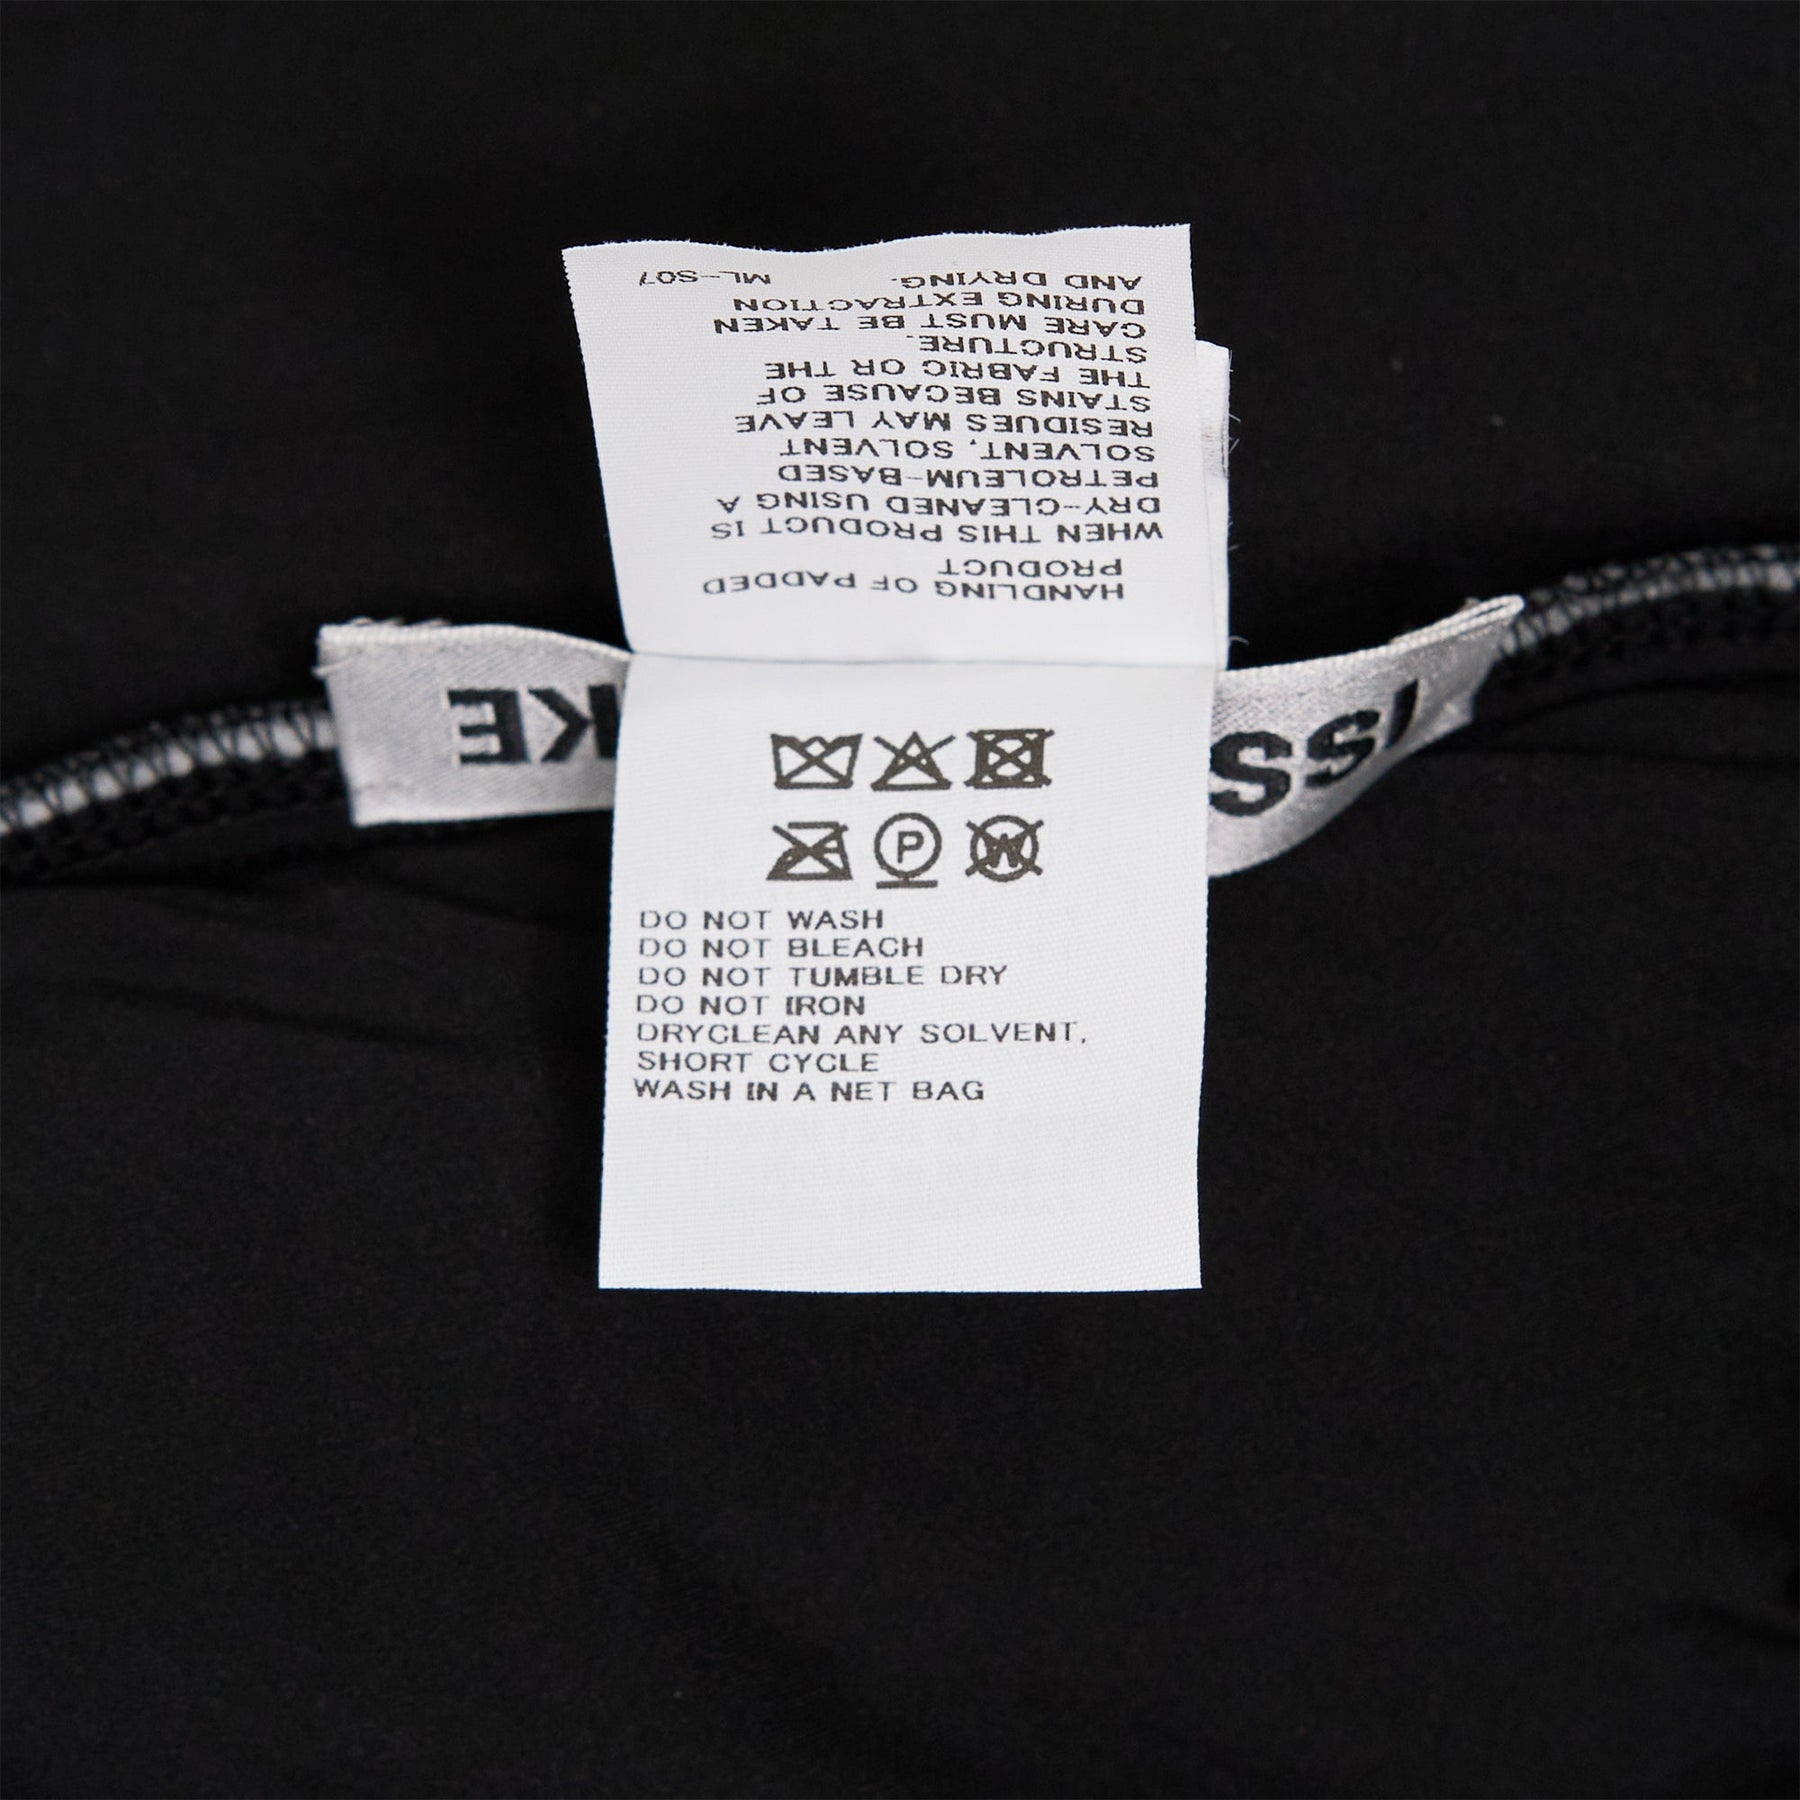 HANDLING OF PADDED
PRODUCT
WHEN THIS PRODUCT IS
DRY-CLEANED USING A
PETROLEUM-BASED
SOLVENT, SOLVENT
RESIDUES MAY LEAVE
STAINS BECAUSE OF
THE FABRIC OR THE
STRUCTURE.
CARE MUST BE TAKEN
DURING EXTRACTION
AND DRYING. ML-S07
ISS
KE
P
W
DO NOT WASH
DO NOT BLEACH
DO NOT TUMBLE DRY
DO NOT IRON
DRYCLEAN ANY SOLVENT,
SHORT CYCLE
WASH IN A NET BAG